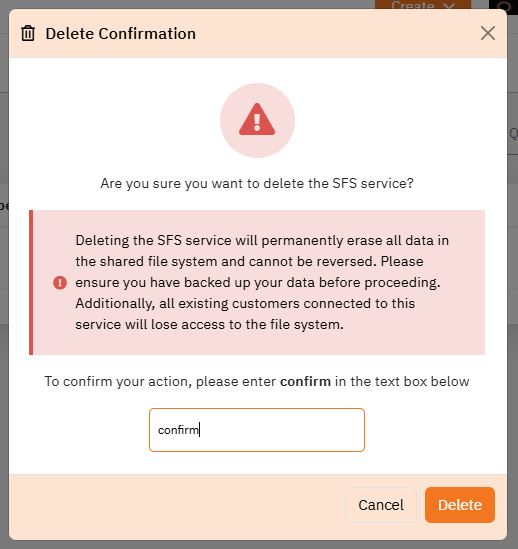 Create
Delete Confirmation
Are you sure you want to delete the SFS service?
Deleting the SFS service will permanently erase all data in
the shared file system and cannot be reversed. Please
ensure you have backed up your data before proceeding.
Additionally, all existing customers connected to this
service will lose access to the file system.
To confirm your action, please enter confirm in the text box below
confirm
Cancel
Delete